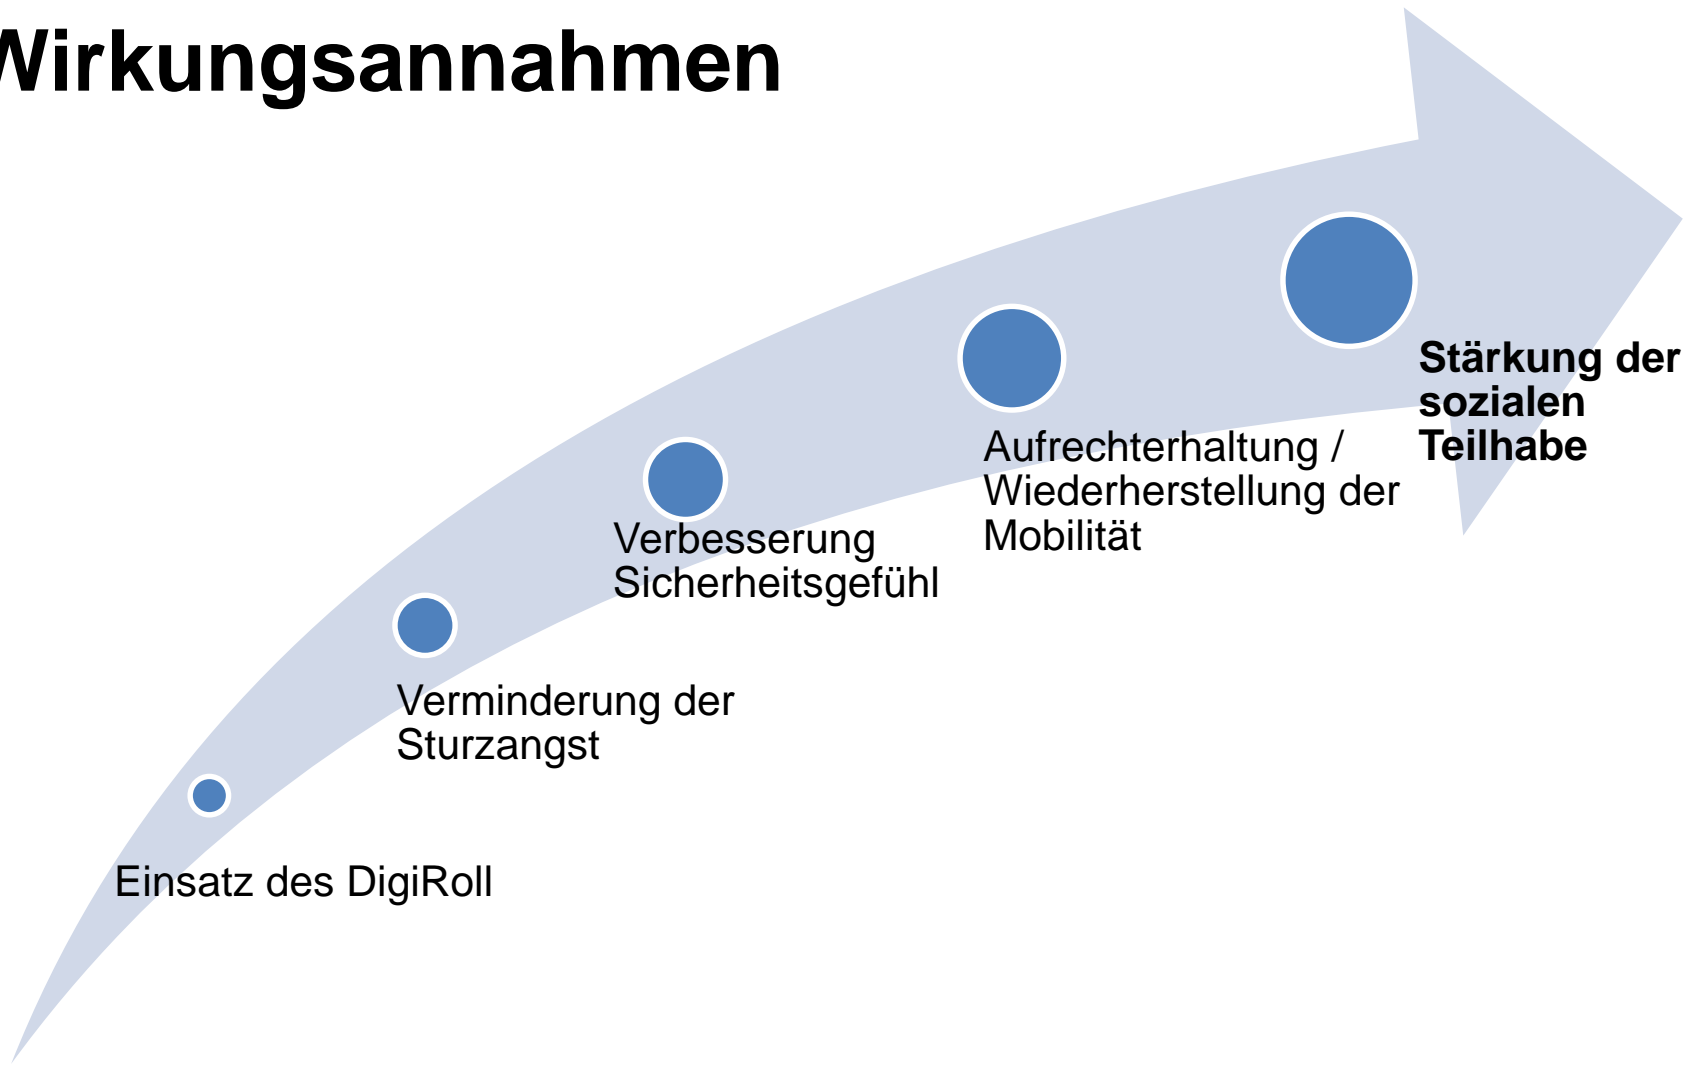 Wirkungsannahmen
Einsatz des DigiRoll
Verminderung der
Sturzangst
Verbesserung
Sicherheitsgefühl
Aufrechterhaltung /
Wiederherstellung der
Mobilität
Stärkung der
sozialen
Teilhabe